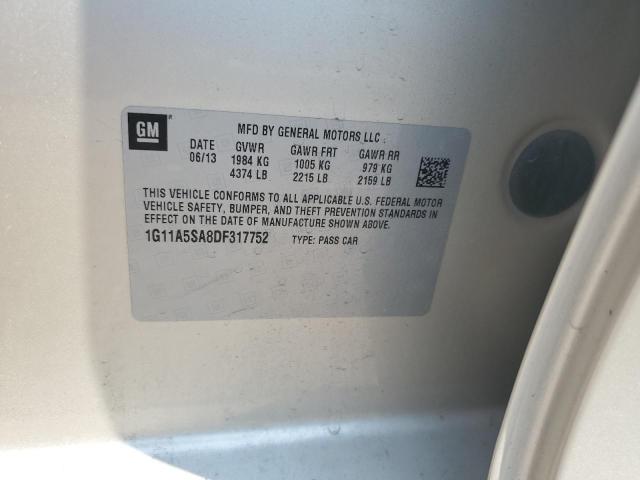 GM
MFD BY GENERAL MOTORS LLC
DATE GVWR GAWR FRT GAWR RR
06/13 1984 KG 1005 KG 979 KG
4374 LB 2215 LB 2159 LB
THIS VEHICLE CONFORMS TO ALL APPLICABLE U.S. FEDERAL MOTOR
VEHICLE SAFETY, BUMPER, AND THEFT PREVENTION STANDARDS IN
EFFECT ON THE DATE OF MANUFACTURE SHOWN ABOVE.
1G11A5SA8DF317752 TYPE: PASS CAR